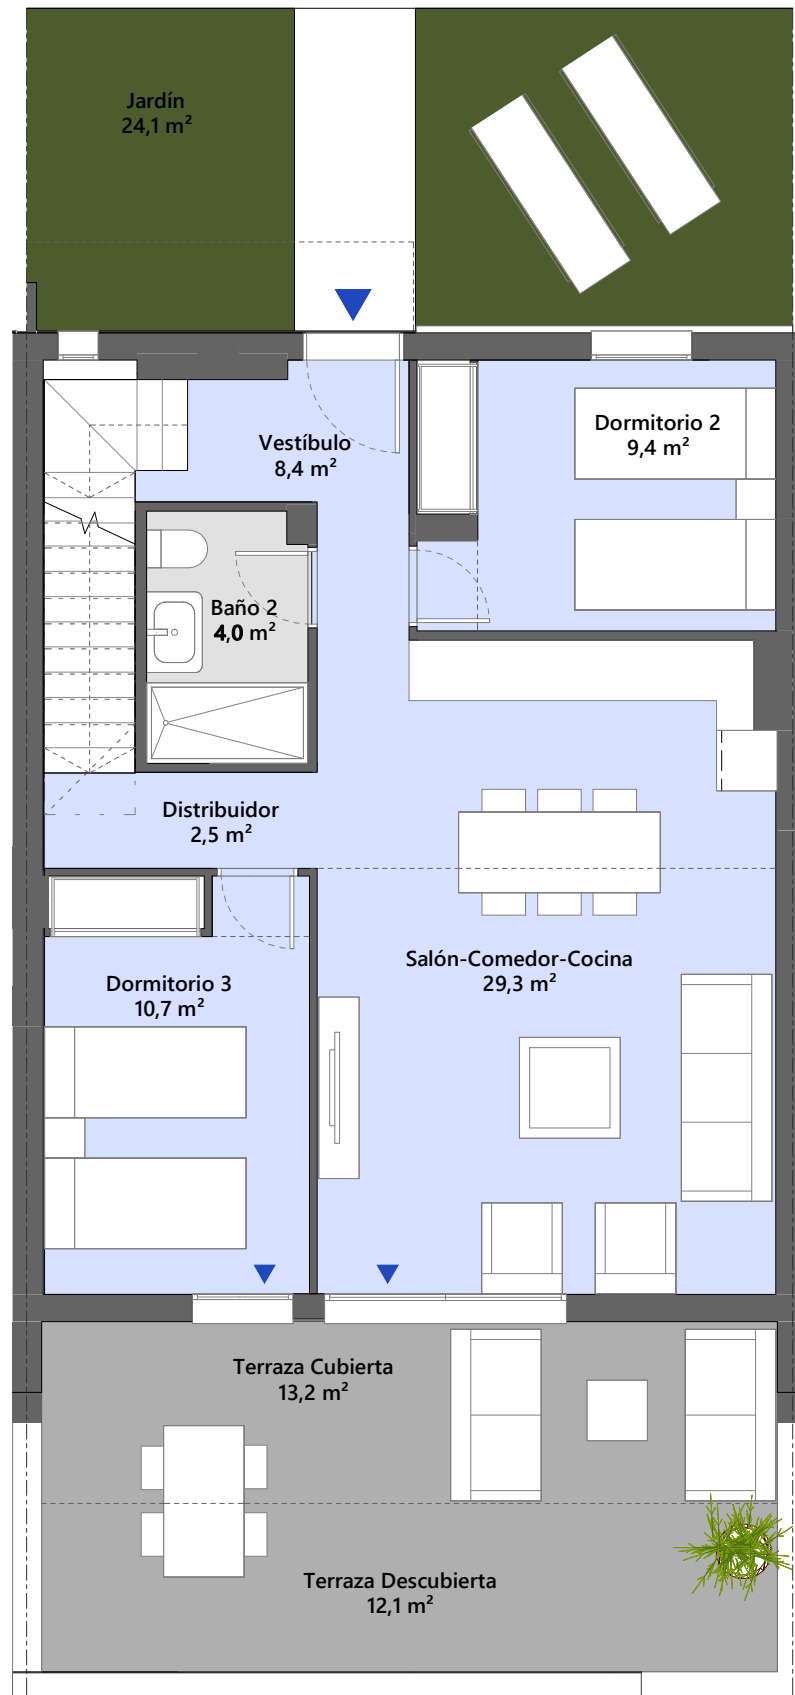 Jardín
24,1 m²
Vestíbulo
8,4 m²
Dormitorio 2
9,4 m²
Baño 2
4,0 m²
Distribuidor
2,5 m²
Salón-Comedor-Cocina
29,3 m²
Dormitorio 3
10,7 m²
Terraza Cubierta
13,2 m²
Terraza Descubierta
12,1 m²